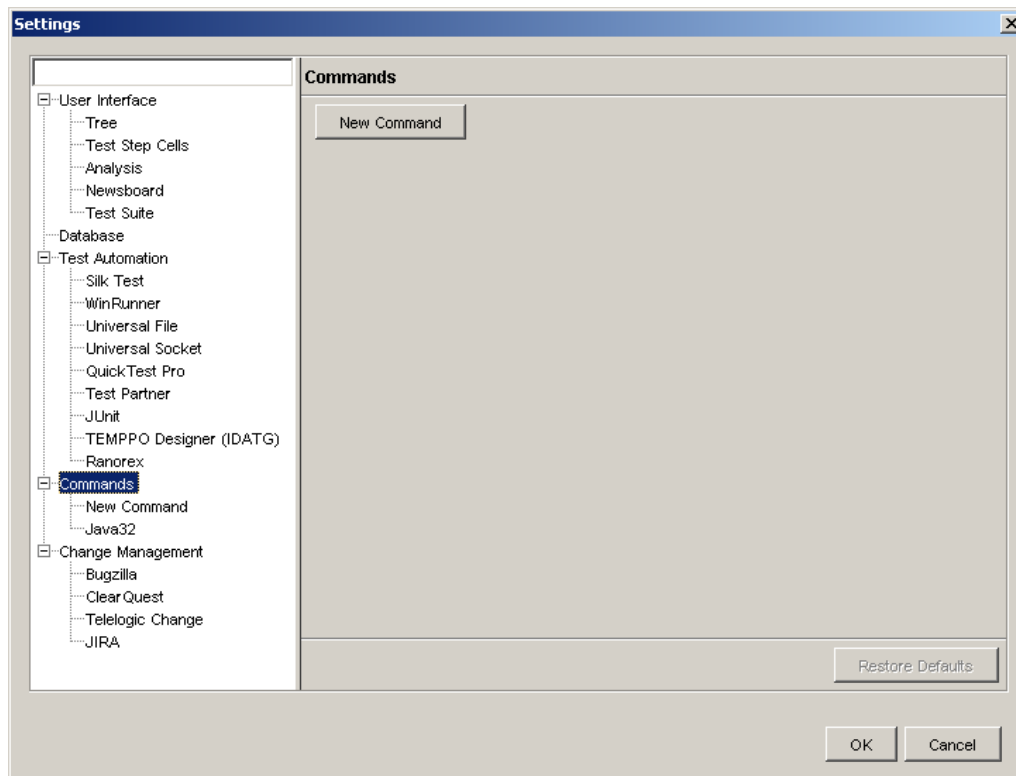 Settings
Commands
New Command
User Interface
Tree
Test Step Cells
Analysis
Newsboard
Test Suite
Database
Test Automation
Silk Test
WinRunner
Universal File
Universal Socket
QuickTest Pro
Test Partner
JUnit
TEMPPO Designer (IDATG)
Ranorex
Commands
New Command
Java32
Change Management
Bugzilla
ClearQuest
Telelogic Change
JIRA
Restore Defaults
OK
Cancel